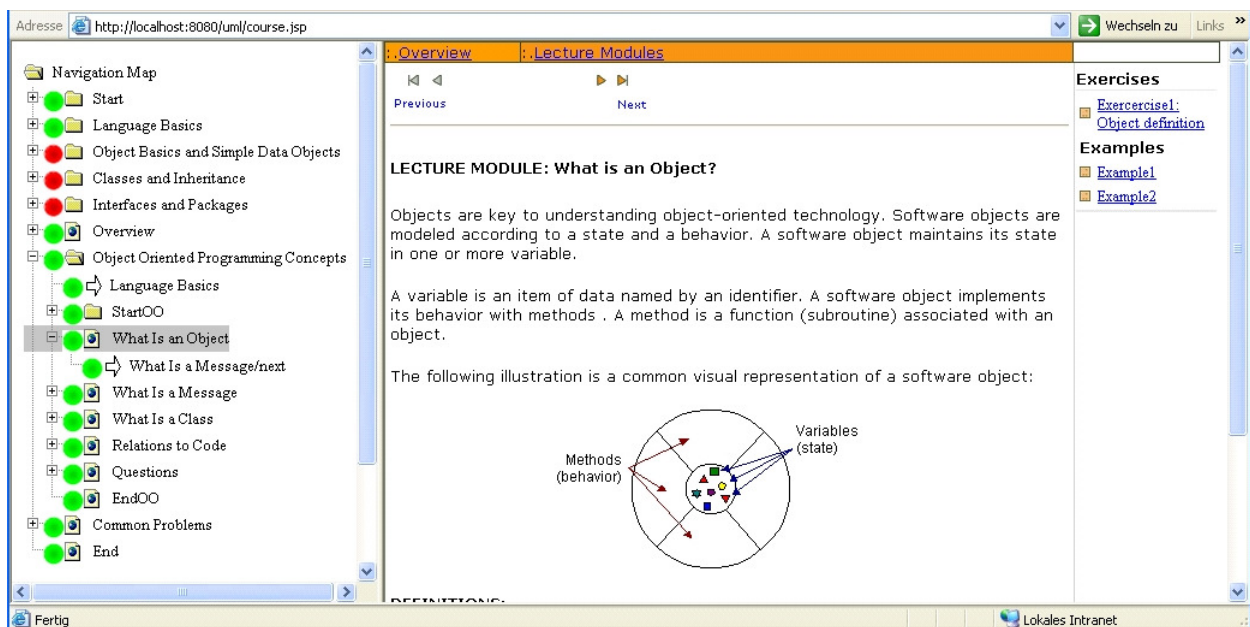 Adresse http://localhost:8080/uml/course.jsp Wechseln zu Links »
Navigation Map
Start
Language Basics
Object Basics and Simple Data Objects
Classes and Inheritance
Interfaces and Packages
Overview
Object Oriented Programming Concepts
Language Basics
StartOO
What Is an Object
What Is a Message/next
What Is a Message
What Is a Class
Relations to Code
Questions
EndOO
Common Problems
End
:.Overview :.Lecture Modules
Previous Next
LECTURE MODULE: What is an Object?
Objects are key to understanding object-oriented technology. Software objects are
modeled according to a state and a behavior. A software object maintains its state
in one or more variable.
A variable is an item of data named by an identifier. A software object implements
its behavior with methods . A method is a function (subroutine) associated with an
object.
The following illustration is a common visual representation of a software object:
Methods
(behavior)
Variables
(state)
DEFINITIONS:
Exercises
Exercercise1:
Object definition
Examples
Example1
Example2
Fertig Lokales Intranet